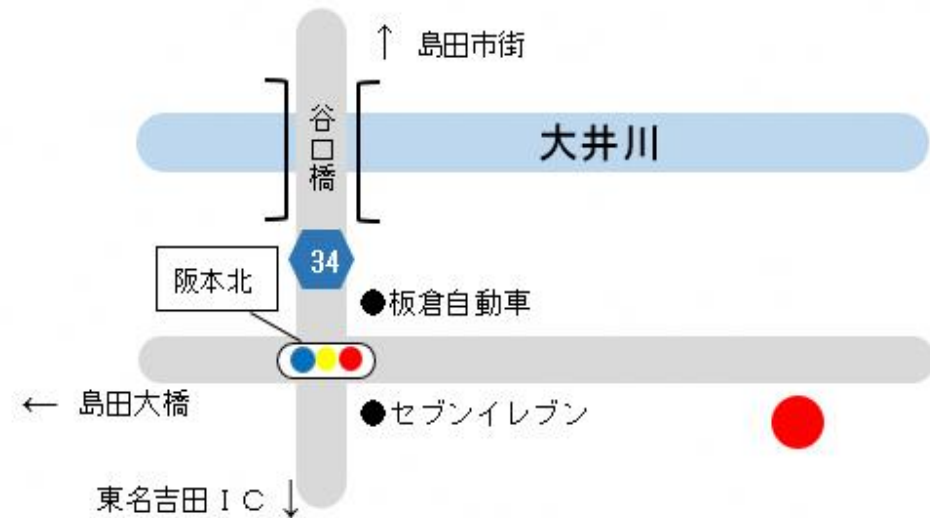 ↑ 島田市街
谷口橋
大井川
34
阪本北
●板倉自動車
← 島田大橋
●セブンイレブン
東名吉田IC ↓